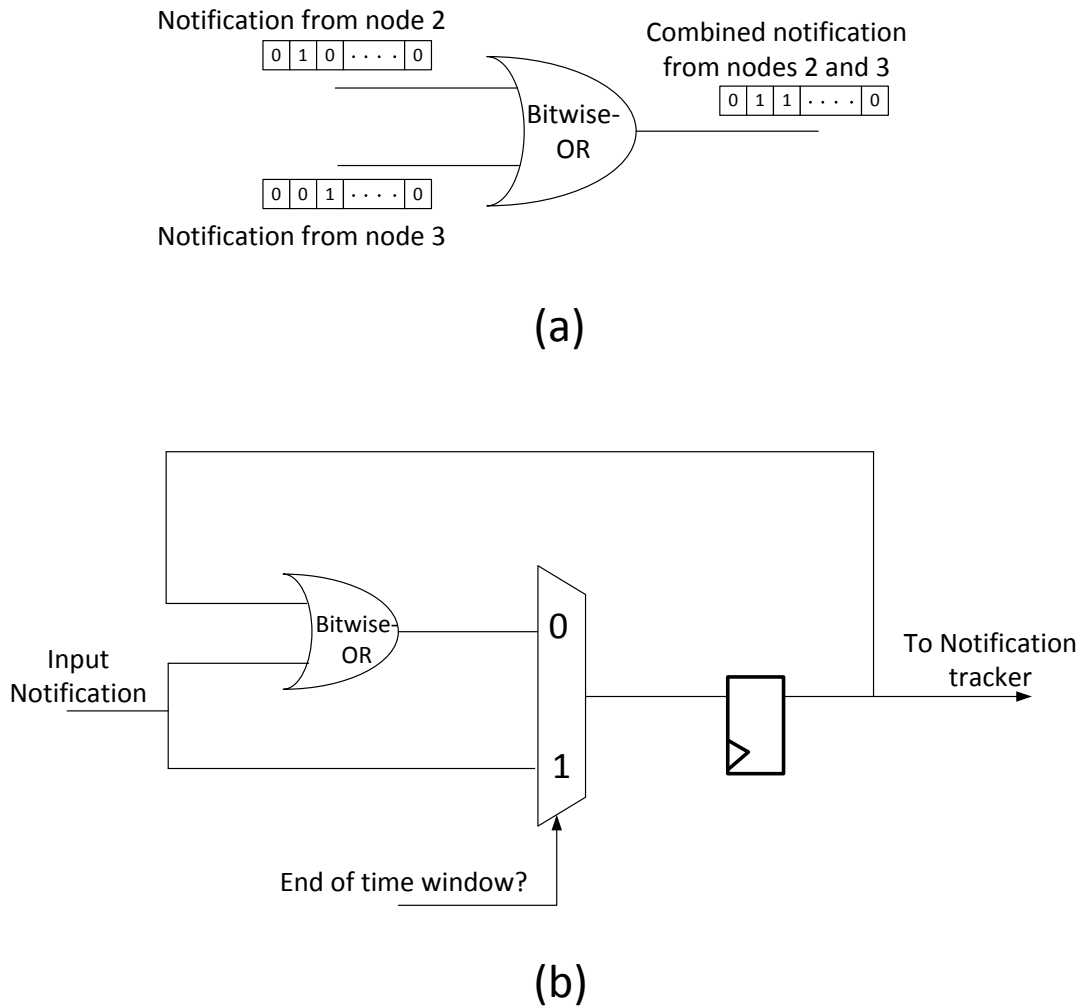 Notification from node 2
0 1 0 . . . . 0
Combined notification
from nodes 2 and 3
0 1 1 . . . . 0
Bitwise-
OR
0 0 1 . . . . 0
Notification from node 3
(a)
Bitwise-
OR
0
Input
Notification
To Notification
tracker
1
End of time window?
(b)